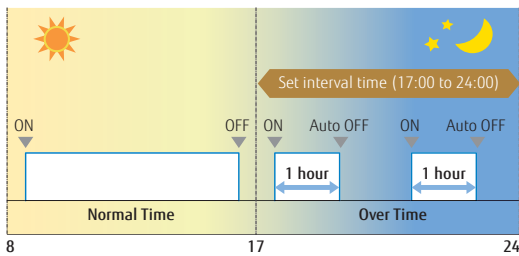 Set interval time (17:00 to 24:00)
ON OFF ON Auto OFF ON Auto OFF
1 hour 1 hour
Normal Time Over Time
8 17 24